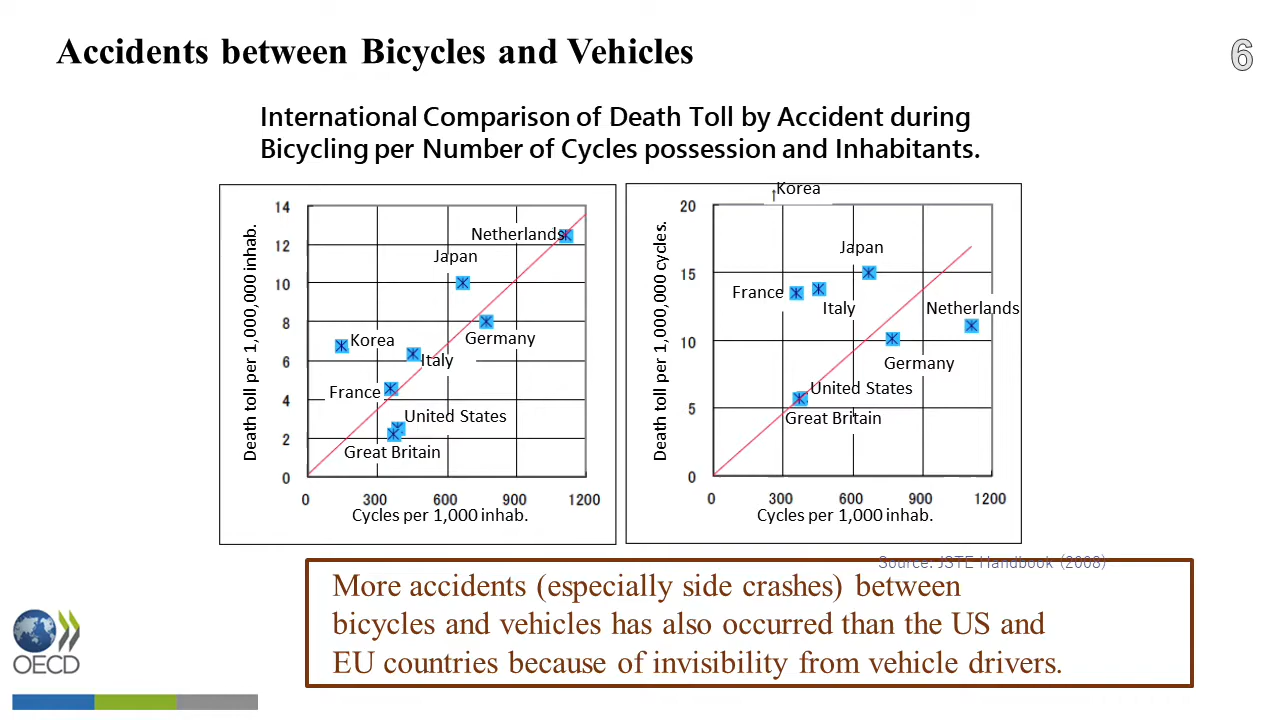 Accidents between Bicycles and Vehicles
6
International Comparison of Death Toll by Accident during
Bicycling per Number of Cycles possession and Inhabitants.
Death toll per 1,000,000 inhab.
14
12
10
8
6
4
2
0
Netherlands
Japan
Germany
Korea
Italy
France
United States
Great Britain
0 300 600 900 1200
Cycles per 1,000 inhab.
Death toll per 1,000,000 cycles.
20
15
10
5
0
↑Korea
Japan
France
Italy
Netherlands
Germany
United States
Great Britain
0 300 600 900 1200
Cycles per 1,000 inhab.
Source: JSTE Handbook (2008)
More accidents (especially side crashes) between
bicycles and vehicles has also occurred than the US and
EU countries because of invisibility from vehicle drivers.
OECD